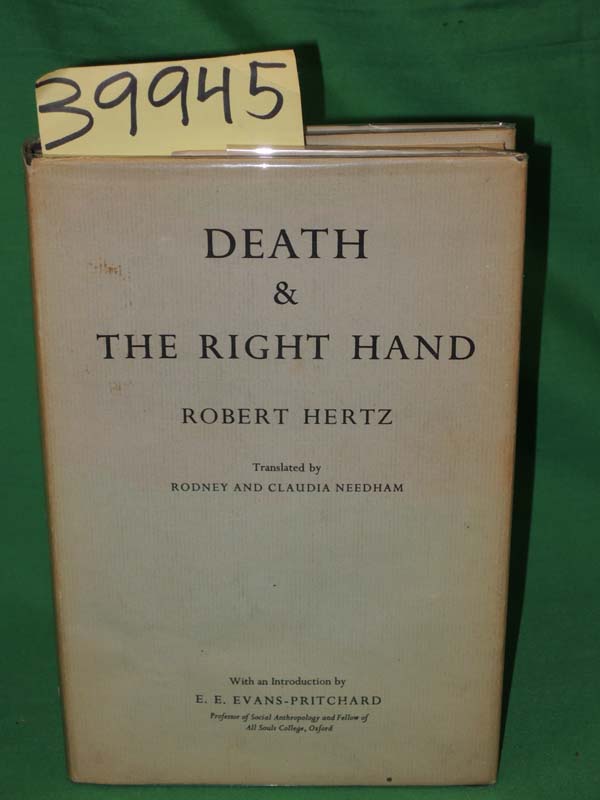 39945
DEATH
&
THE RIGHT HAND
ROBERT HERTZ
Translated by
RODNEY AND CLAUDIA NEEDHAM
With an Introduction by
E. E. EVANS-PRITCHARD
Professor of Social Anthropology and Fellow of
All Souls College, Oxford